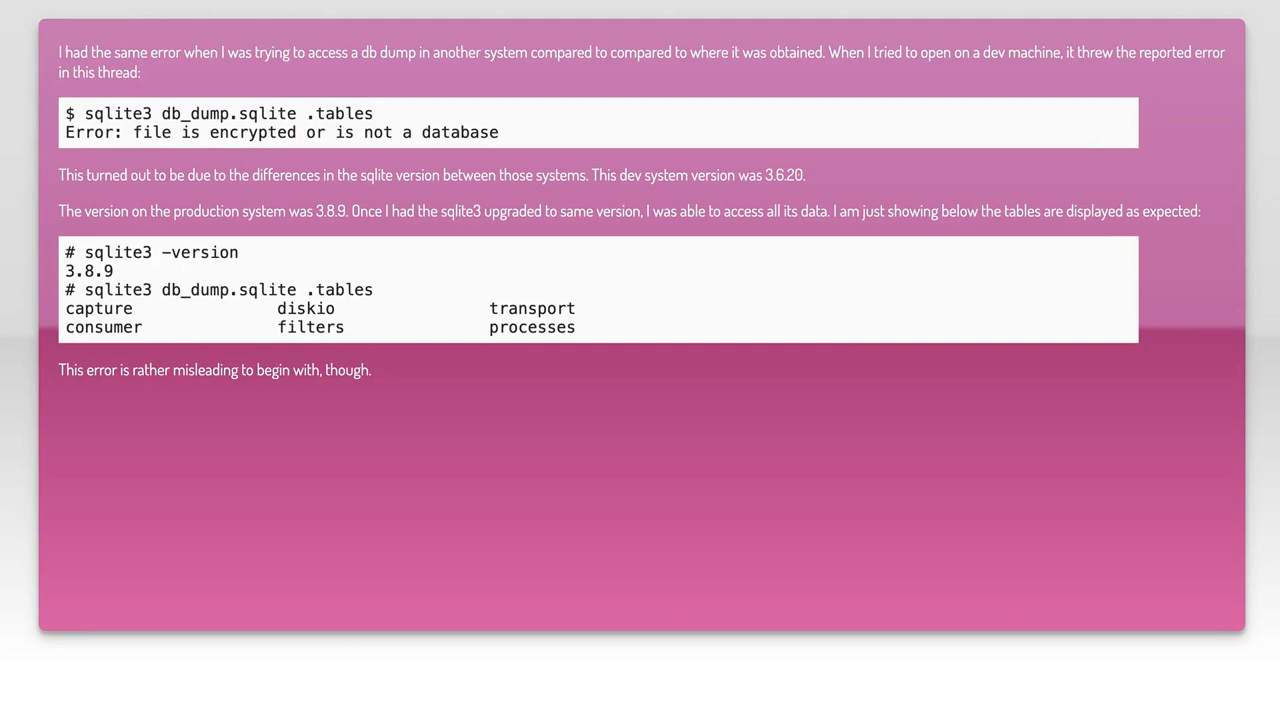 I had the same error when I was trying to access a db dump in another system compared to compared to where it was obtained. When I tried to open on a dev machine, it threw the reported error
in this thread:
$ sqlite3 db_dump.sqlite .tables
Error: file is encrypted or is not a database
This turned out to be due to the differences in the sqlite version between those systems. This dev system version was 3.6.20.
The version on the production system was 3.8.9. Once I had the sqlite3 upgraded to same version, I was able to access all its data. I am just showing below the tables are displayed as expected:
# sqlite3 -version
3.8.9
# sqlite3 db_dump.sqlite .tables
capture               diskio                transport
consumer              filters               processes
This error is rather misleading to begin with, though.